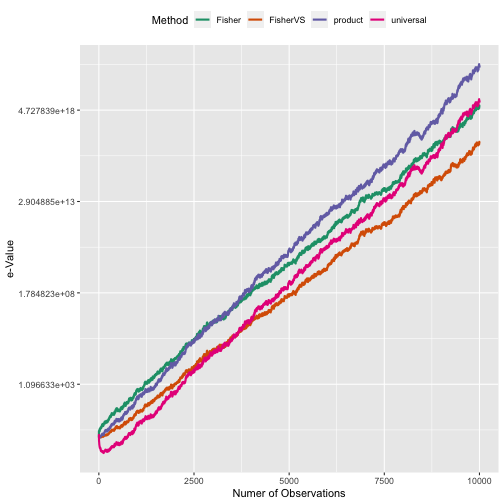 Method Fisher FisherVS product universal
4.727839e+18
2.904885e+13
1.784823e+08
1.096633e+03
e-Value
0 2500 5000 7500 10000
Numer of Observations